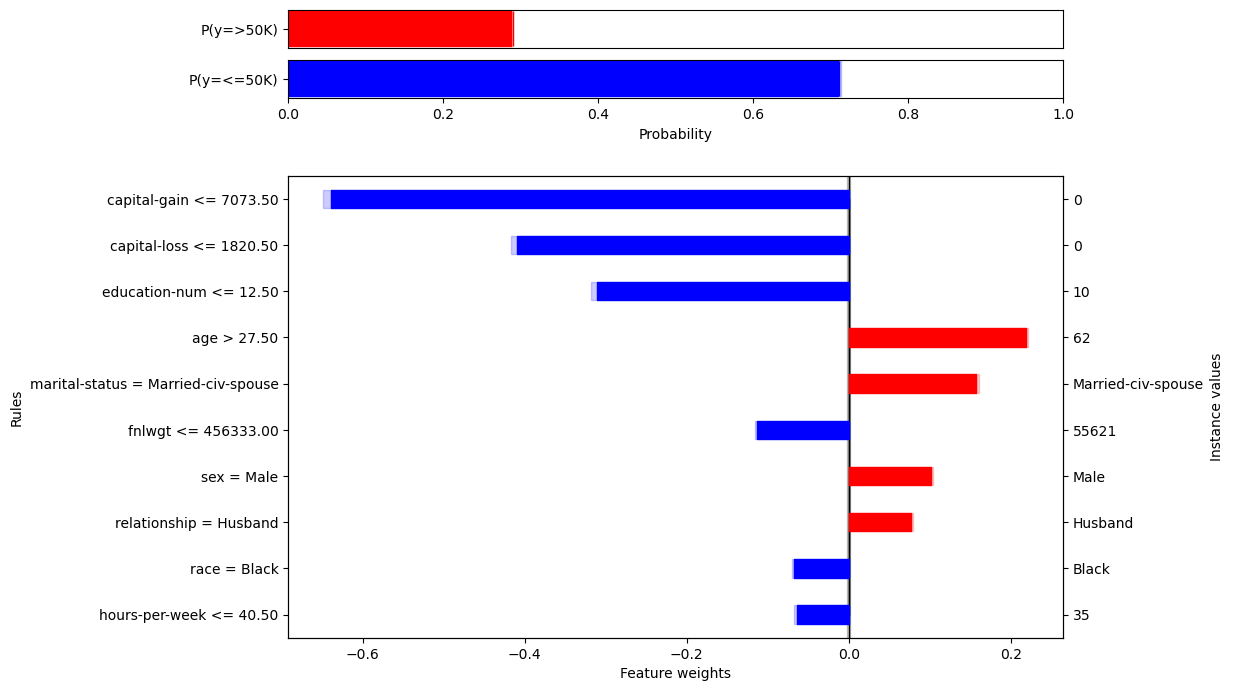 P(y=>50K)
P(y=<=50K)
0.0 0.2 0.4 0.6 0.8 1.0
Probability
capital-gain <= 7073.50 0
capital-loss <= 1820.50 0
education-num <= 12.50 10
age > 27.50 62
marital-status = Married-civ-spouse Married-civ-spouse
fnlwgt <= 456333.00 55621
sex = Male Male
relationship = Husband Husband
race = Black Black
hours-per-week <= 40.50 35
Rules
Instance values
−0.6 −0.4 −0.2 0.0 0.2
Feature weights